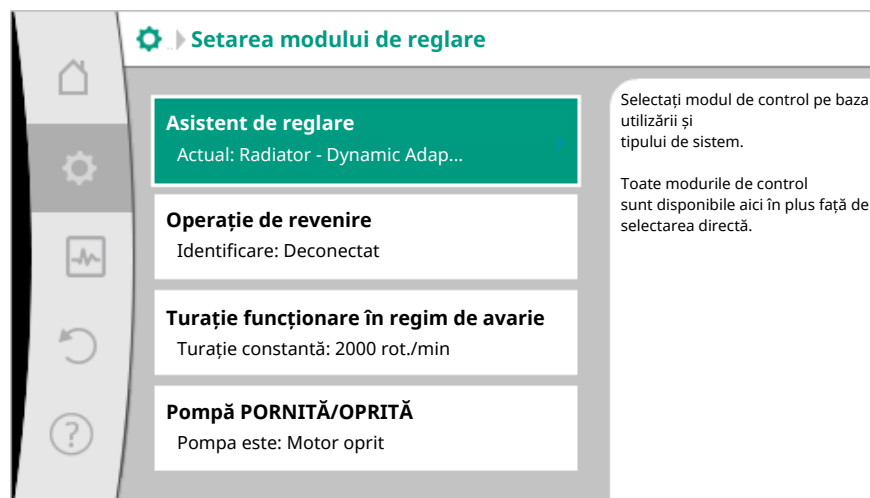 Setarea modului de reglare
Asistent de reglare
Actual: Radiator - Dynamic Adap...
Operație de revenire
Identificare: Deconectat
Turație funcționare în regim de avarie
Turație constantă: 2000 rot./min
Pompă PORNITĂ/OPRITĂ
Pompa este: Motor oprit
Selectați modul de control pe baza
utilizării și
tipului de sistem.
Toate modurile de control
sunt disponibile aici în plus față de
selectarea directă.